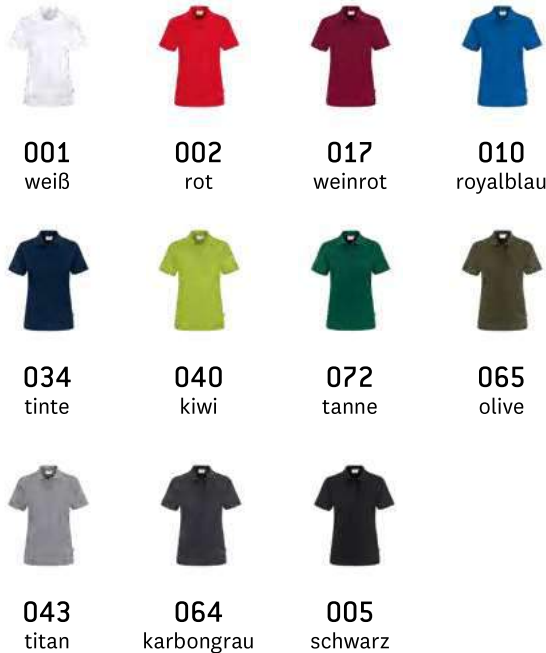 001
weiß
002
rot
017
weinrot
010
royalblau
034
tinte
040
kiwi
072
tanne
065
olive
043
titan
064
karbongrau
005
schwarz